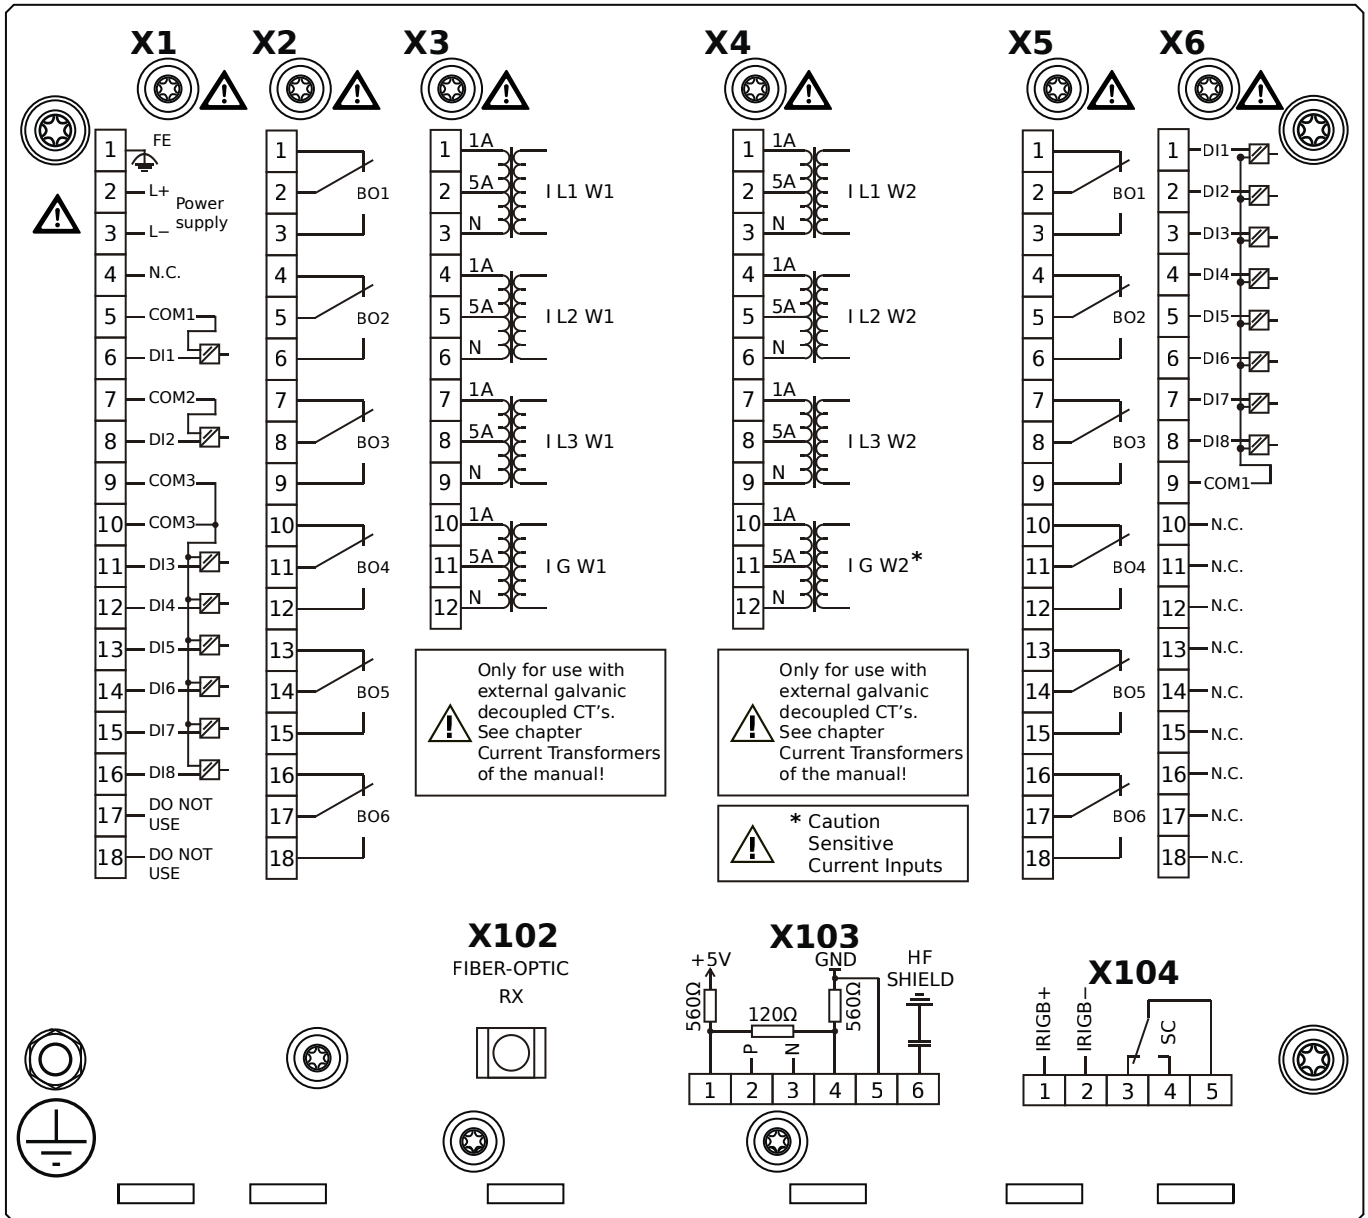 X1
1 FE
2 L+
Power
supply
3 L−
4 N.C.
5 COM1
6 DI1
7 COM2
8 DI2
9 COM3
10 COM3
11 DI3
12 DI4
13 DI5
14 DI6
15 DI7
16 DI8
17 DO NOT
USE
18 DO NOT
USE
X2
1
2 BO1
3
4
5 BO2
6
7
8 BO3
9
10
11 BO4
12
13
14 BO5
15
16
17 BO6
18
X3
1 1A
2 5A I L1 W1
3 N
4 1A
5 5A I L2 W1
6 N
7 1A
8 5A I L3 W1
9 N
10 1A
11 5A I G W1
12 N
Only for use with
external galvanic
decoupled CT's.
See chapter
Current Transformers
of the manual!
X4
1 1A
2 5A I L1 W2
3 N
4 1A
5 5A I L2 W2
6 N
7 1A
8 5A I L3 W2
9 N
10 1A
11 5A I G W2*
12 N
Only for use with
external galvanic
decoupled CT's.
See chapter
Current Transformers
of the manual!
* Caution
Sensitive
Current Inputs
X5
1
2 BO1
3
4
5 BO2
6
7
8 BO3
9
10
11 BO4
12
13
14 BO5
15
16
17 BO6
18
X6
1 DI1
2 DI2
3 DI3
4 DI4
5 DI5
6 DI6
7 DI7
8 DI8
9 COM1
10 N.C.
11 N.C.
12 N.C.
13 N.C.
14 N.C.
15 N.C.
16 N.C.
17 N.C.
18 N.C.
X102
FIBER-OPTIC
RX
X103
+5V GND HF
SHIELD
560Ω 120Ω 560Ω
P N
1 2 3 4 5 6
X104
IRIGB+ IRIGB− SC
1 2 3 4 5